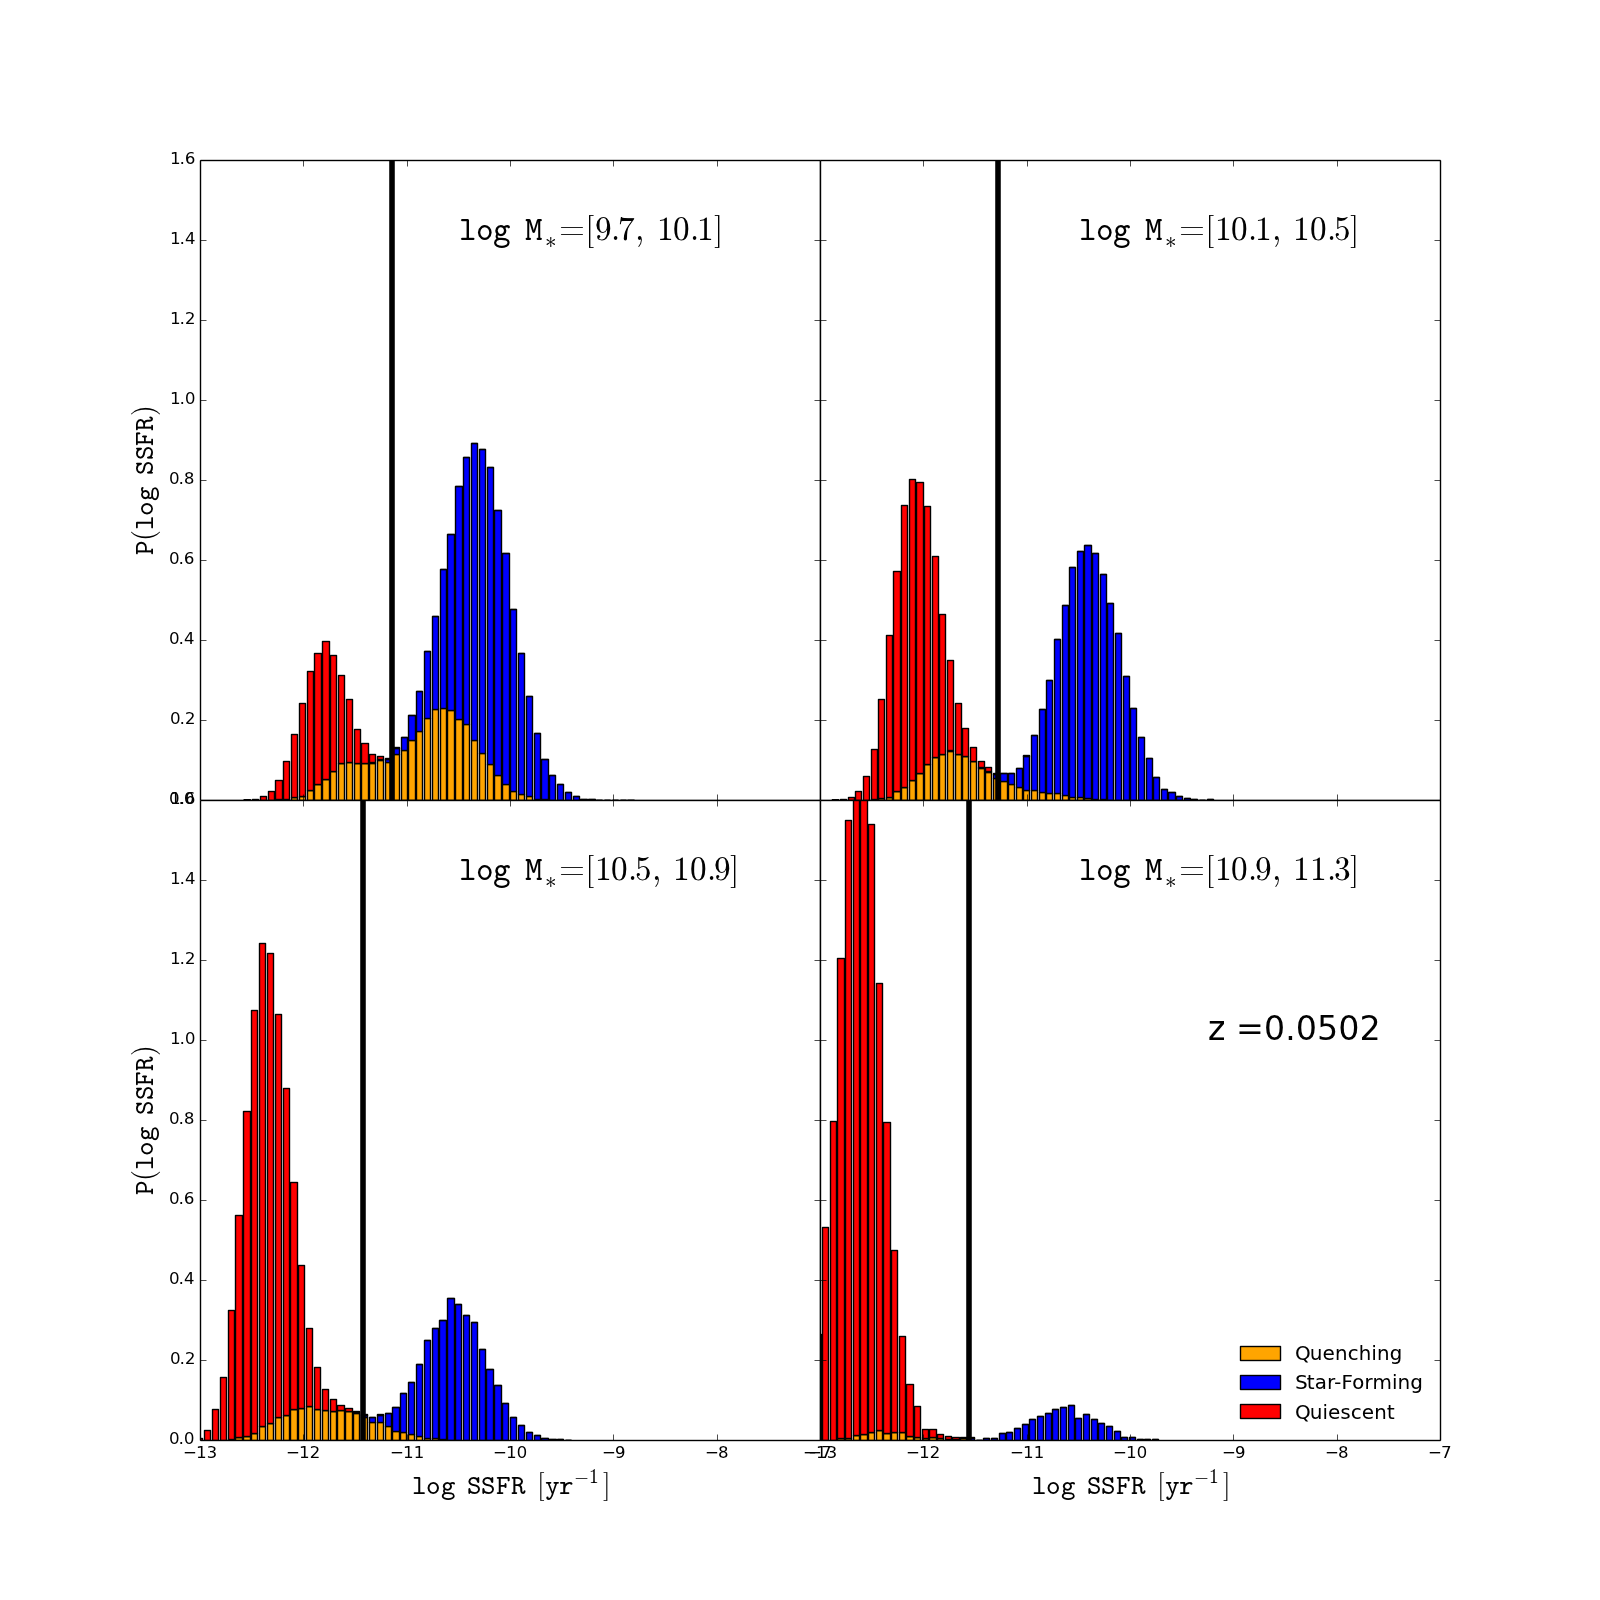 1.6
log M*=[9.7, 10.1]
log M*=[10.1, 10.5]
1.4
1.2
1.0
P(log SSFR)
0.8
0.6
0.4
0.2
log M*=[10.5, 10.9]
log M*=[10.9, 11.3]
1.4
1.2
z =0.0502
1.0
P(log SSFR)
0.8
0.6
0.4
0.2
0.0
Quenching
Star-Forming
Quiescent
−13 −12 −11 −10 −9 −8
−12 −11 −10 −9 −8 −7
log SSFR [yr⁻¹]
log SSFR [yr⁻¹]